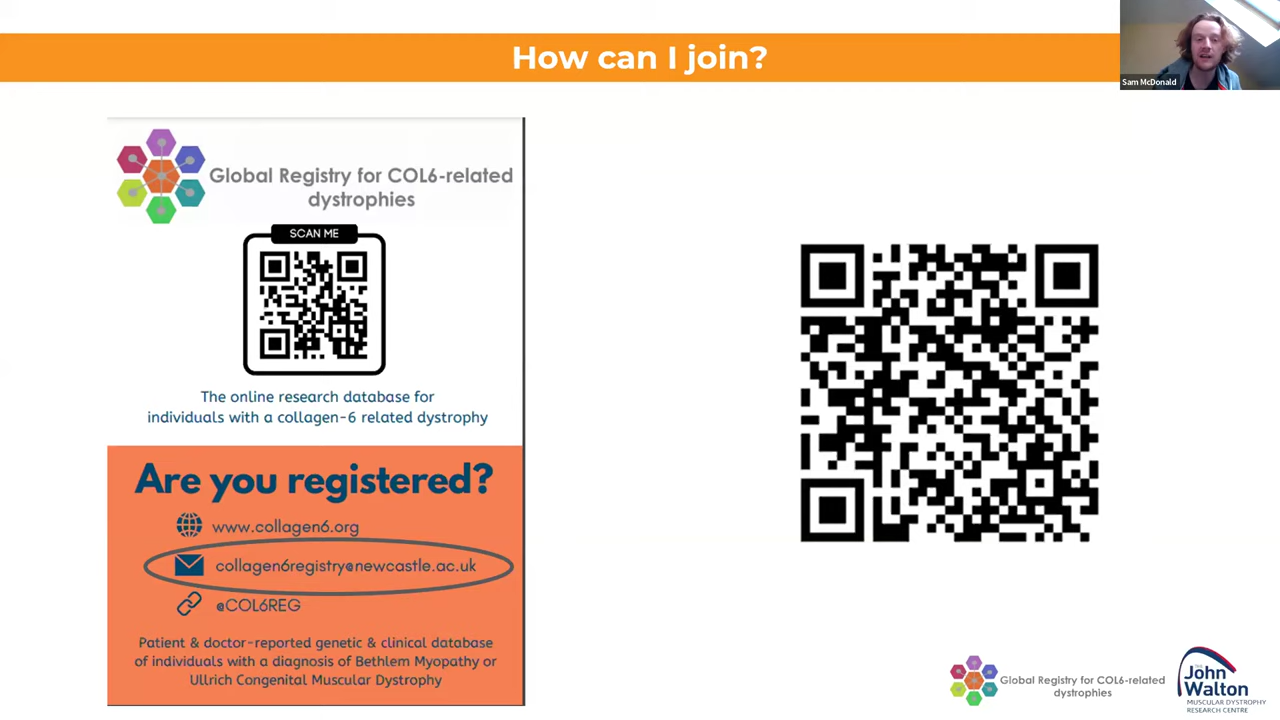 How can I join?
Sam McDonald
Global Registry for COL6-related
dystrophies
SCAN ME
The online research database for
individuals with a collagen-6 related dystrophy
Are you registered?
www.collagen6.org
collagen6registry@newcastle.ac.uk
@COL6REG
Patient & doctor-reported genetic & clinical database
of individuals with a diagnosis of Bethlem Myopathy or
Ullrich Congenital Muscular Dystrophy
Global Registry for COL6-related
dystrophies
THE
John
Walton
MUSCULAR DYSTROPHY
RESEARCH CENTRE